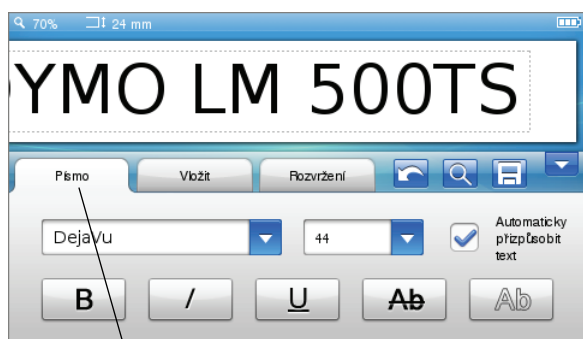 70% 24 mm
YMO LM 500TS
Písmo Vložit Rozvržení
DejaVu 44 Automaticky
přizpůsobit
text
B I U Ab Ab